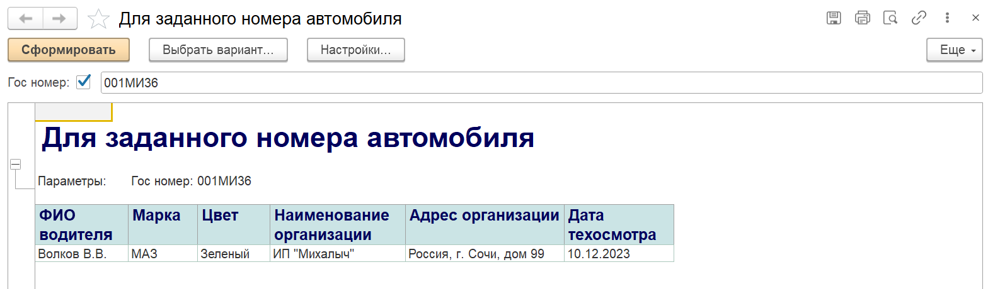 Для заданного номера автомобиля
Сформировать Выбрать вариант... Настройки... Еще
Гос номер: 001МИ36
Для заданного номера автомобиля
Параметры: Гос номер: 001МИ36
ФИО водителя Марка Цвет Наименование организации Адрес организации Дата техосмотра
Волков В.В. МАЗ Зеленый ИП "Михалыч" Россия, г. Сочи, дом 99 10.12.2023